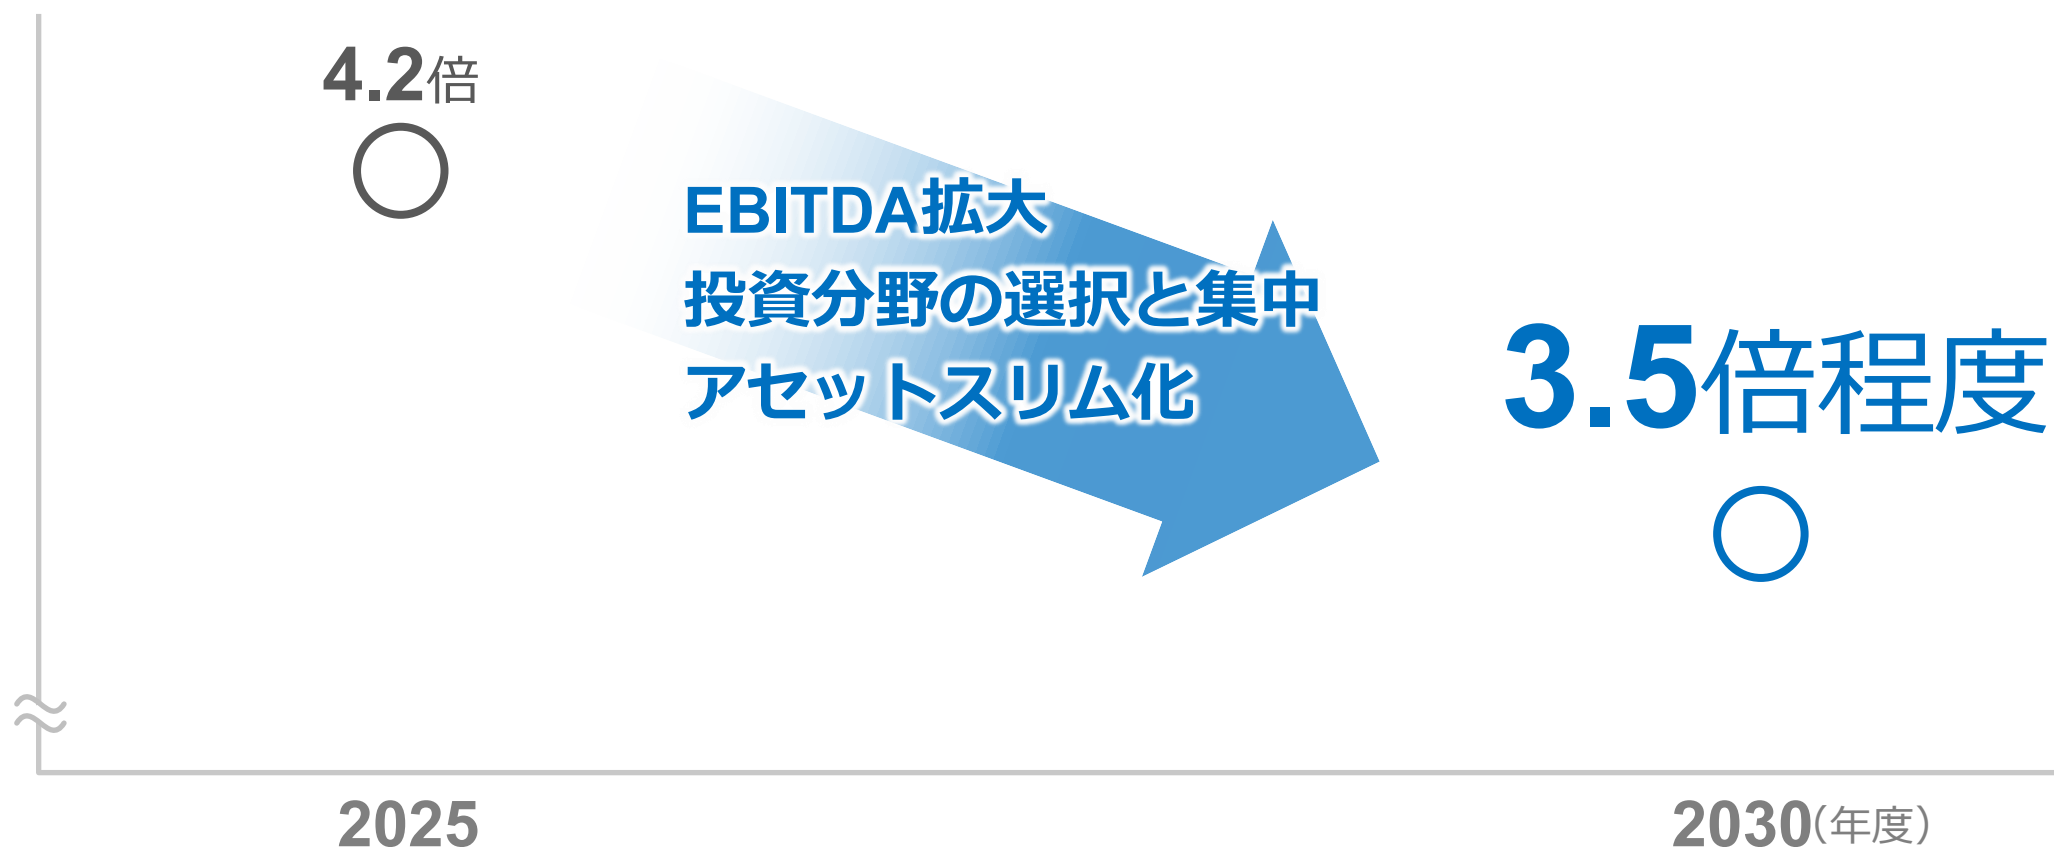 4.2倍
EBITDA拡大
投資分野の選択と集中
アセットスリム化
3.5倍程度
2025
2030(年度)